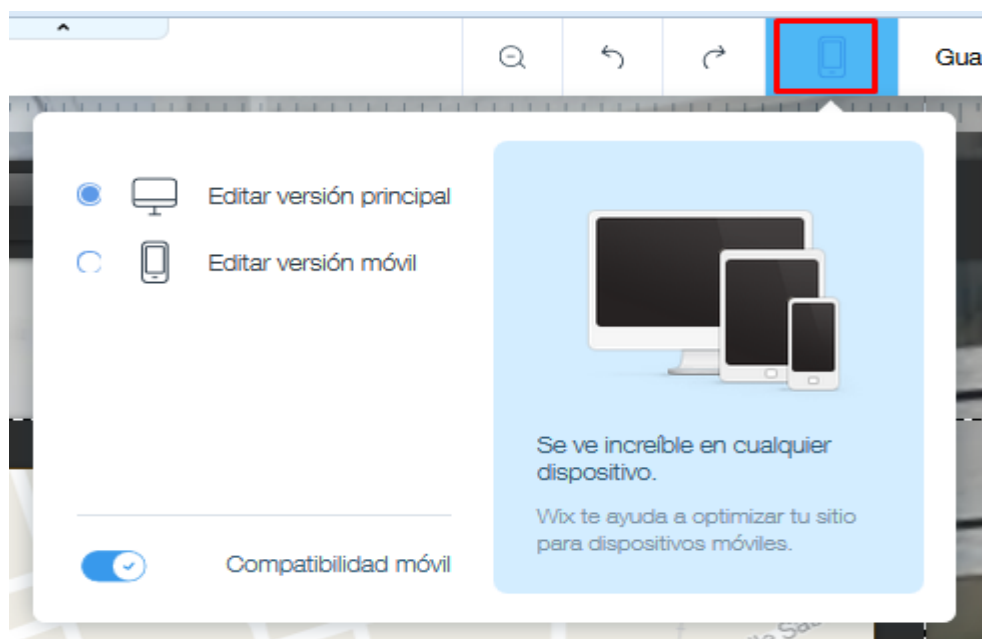 Gua
Editar versión principal
Editar versión móvil
Se ve increíble en cualquier
dispositivo.
Wix te ayuda a optimizar tu sitio
para dispositivos móviles.
Compatibilidad móvil